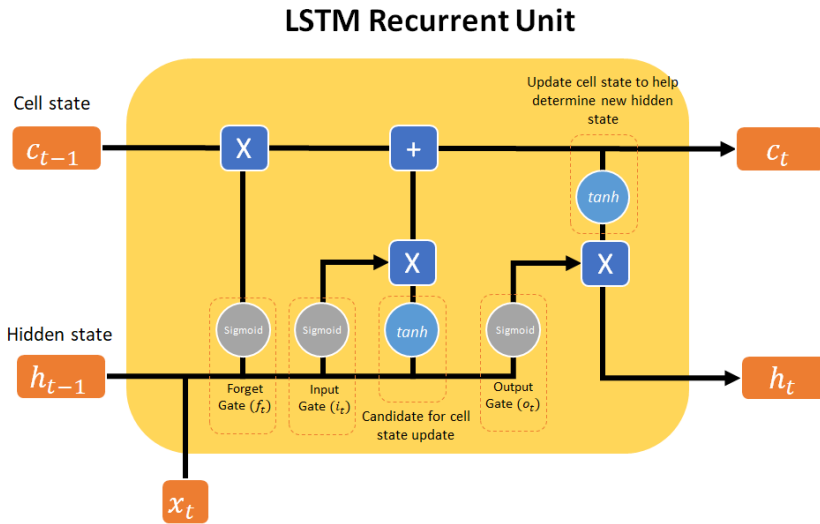 LSTM Recurrent Unit
Update cell state to help
determine new hidden
state
Cell state
c_{t−1}
X
+
c_t
tanh
X
X
Sigmoid
Sigmoid
tanh
Sigmoid
Hidden state
h_{t−1}
h_t
Forget
Gate (f_t)
Input
Gate (i_t)
Candidate for cell
state update
Output
Gate (o_t)
x_t